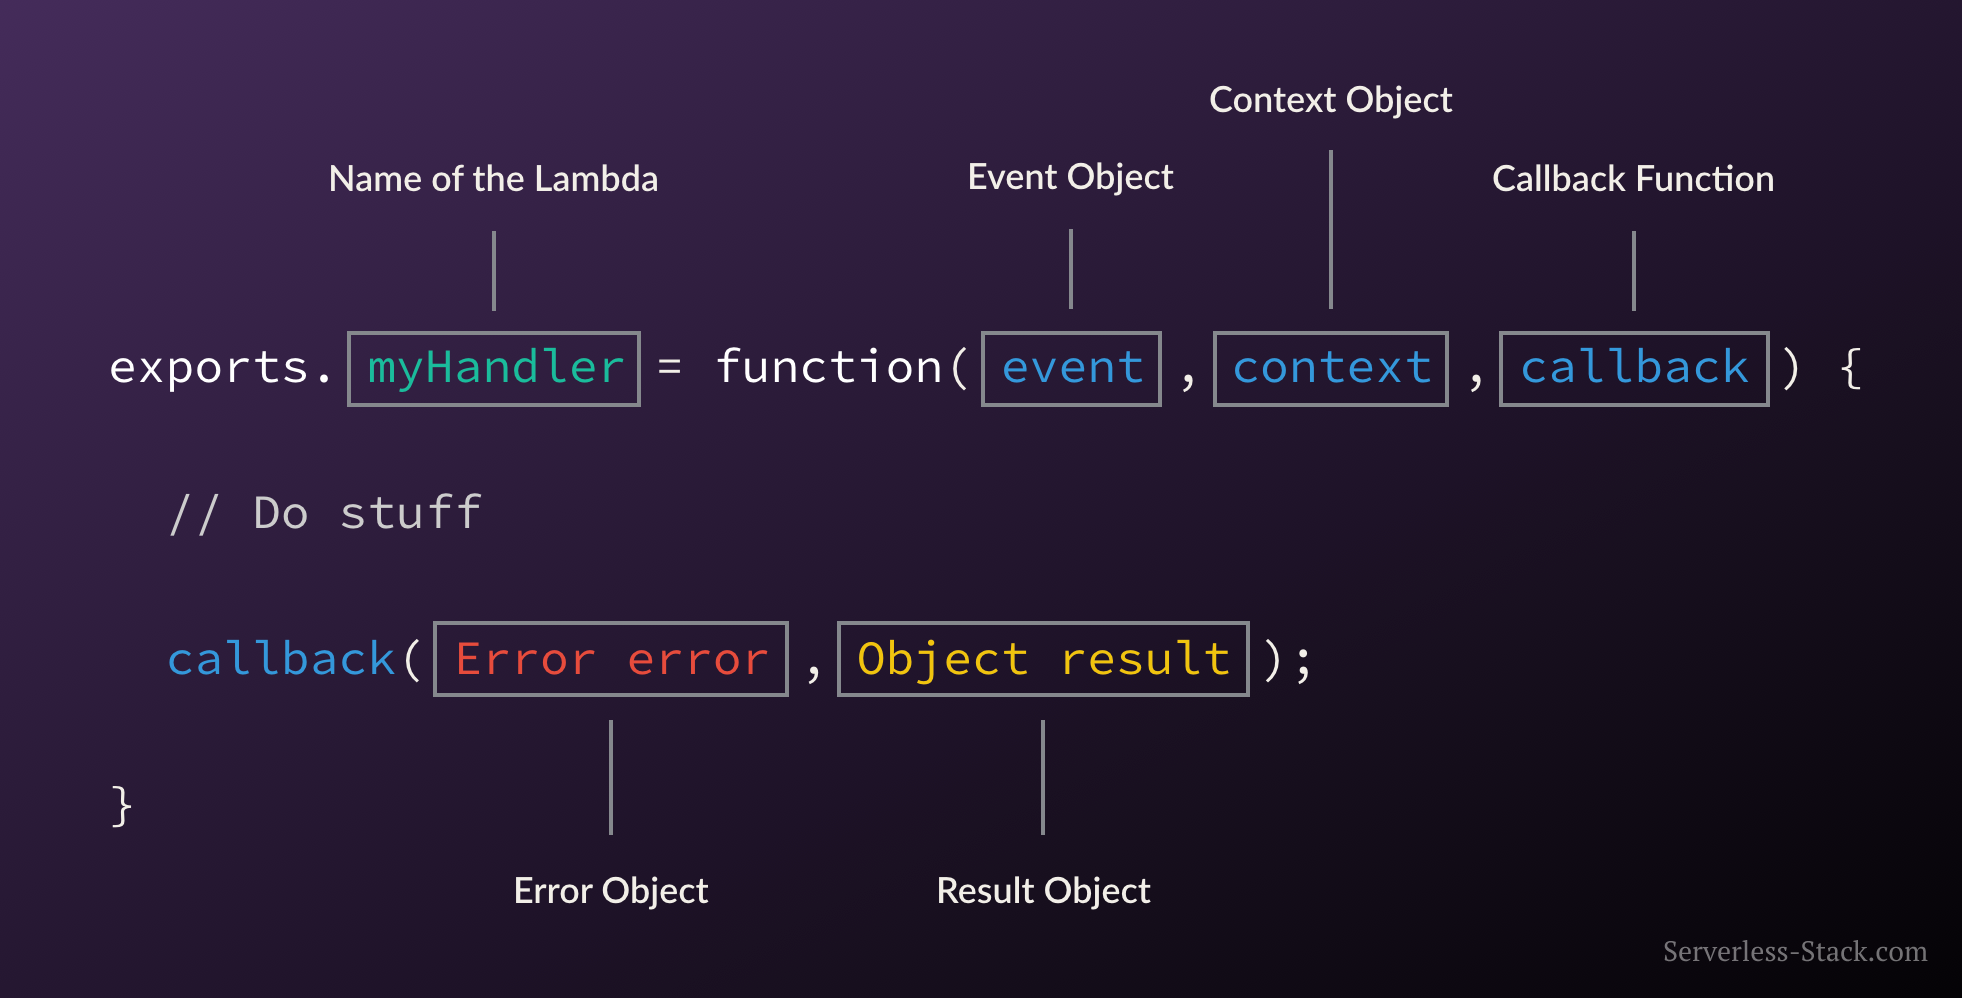 Context Object
Name of the Lambda
Event Object
Callback Function
exports. myHandler = function( event , context , callback ) {
// Do stuff
callback( Error error , Object result );
}
Error Object
Result Object
Serverless-Stack.com